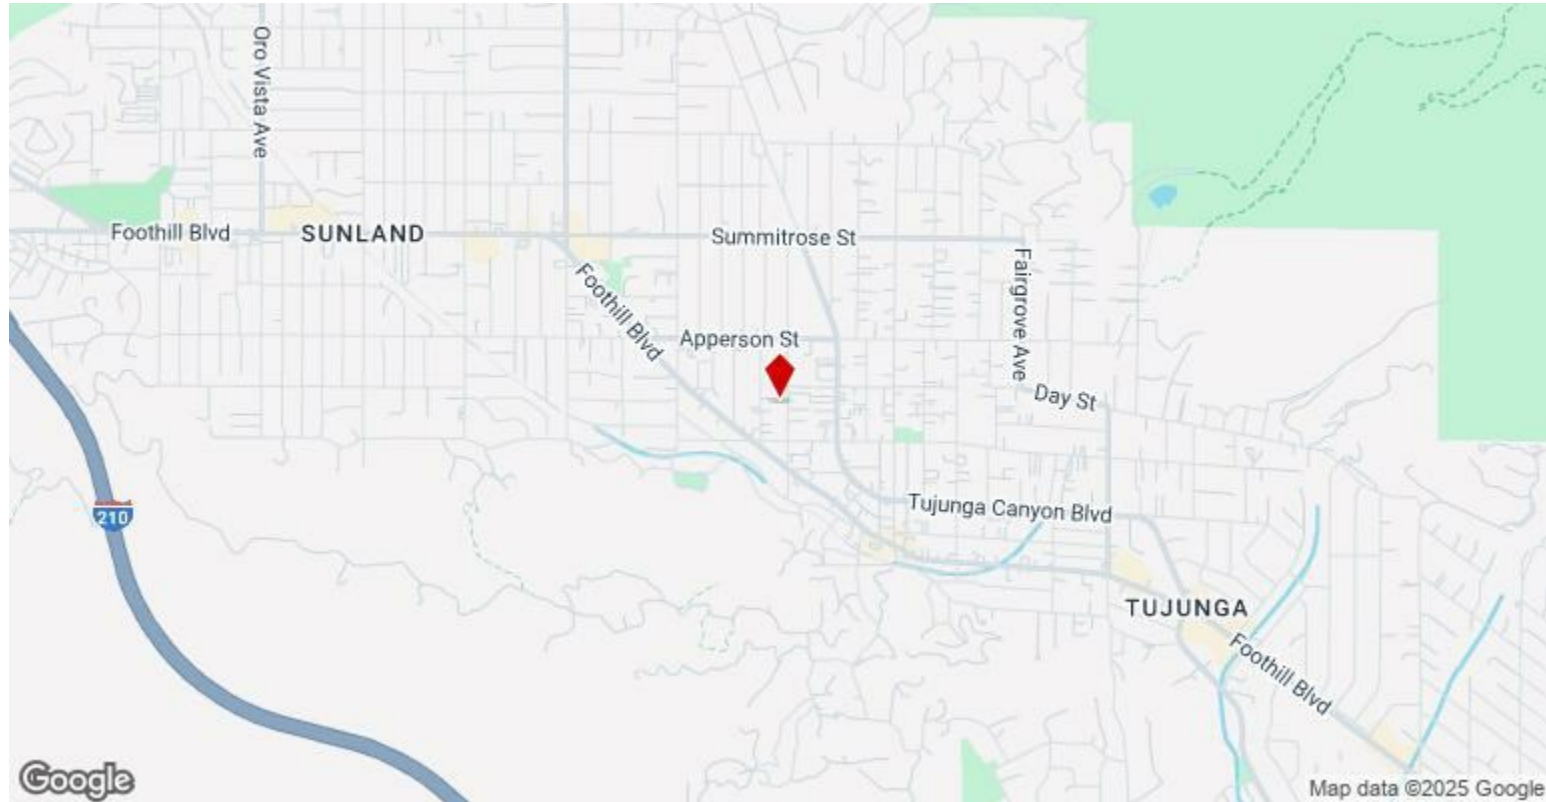 Oro Vista Ave
Foothill Blvd
SUNLAND
Summitrose St
Foothill Blvd
Fairgrove Ave
Apperson St
Day St
210
Tujunga Canyon Blvd
TUJUNGA
Foothill Blvd
Google
Map data ©2025 Google